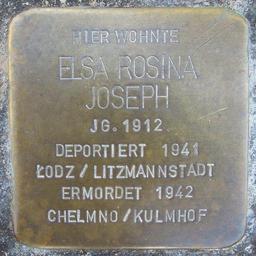 HIER WOHNTE
ELSA ROSINA
JOSEPH
JG. 1912
DEPORTIERT 1941
ŁODZ / LITZMANNSTADT
ERMORDET 1942
CHELMNO / KULMHOF